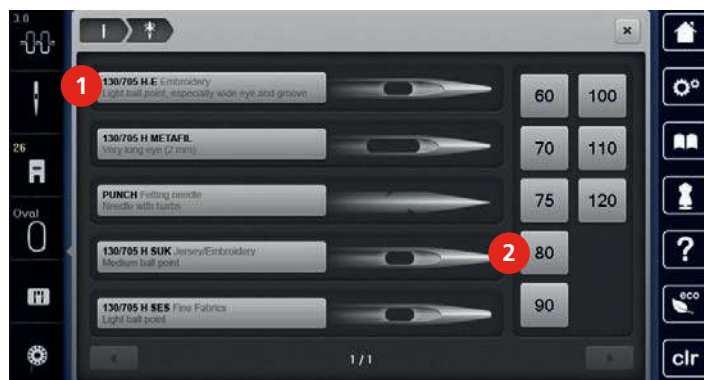 3.0
1
130/705 H-E Embroidery
Light ball point, especially wide eye and groove
60 100
130/705 H METAFIL
Very long eye (2 mm)
70 110
26
PUNCH Felting needle
Needle with barbs
75 120
Oval
130/705 H SUK Jersey/Embroidery
Medium ball point
2
80
?
130/705 H SES Fine Fabrics
Light ball point
90
eco
1/1
clr